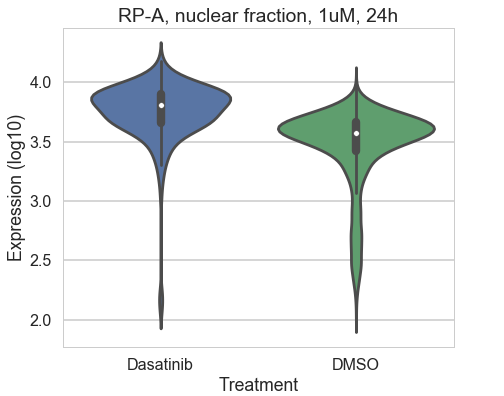 RP-A, nuclear fraction, 1uM, 24h
Expression (log10)
4.0
3.5
3.0
2.5
2.0
Dasatinib DMSO
Treatment